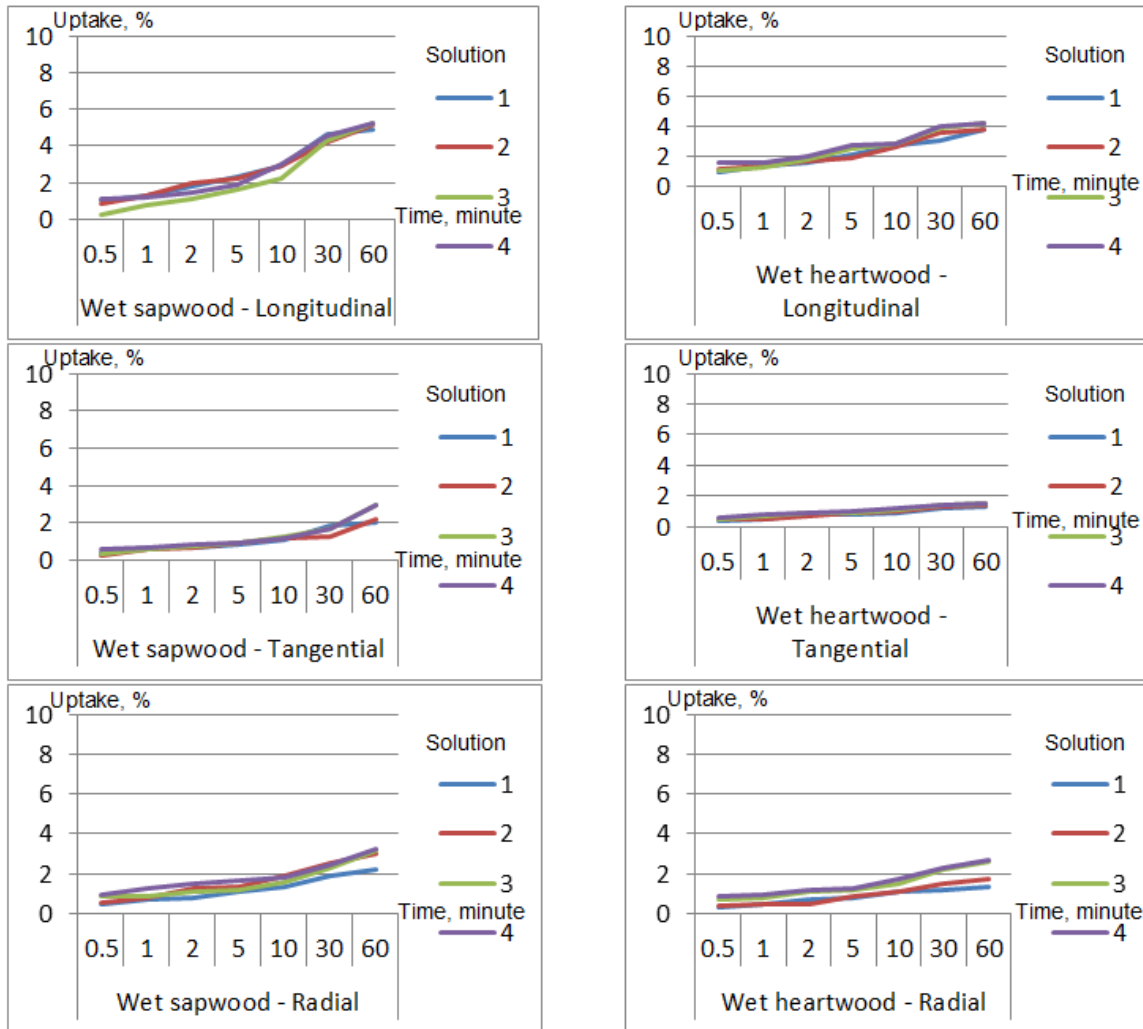 Uptake, %
10
8
6
4
2
0
0.5 1 2 5 10 30 60
Wet sapwood - Longitudinal
Solution
1
2
3
Time, minute
4
Uptake, %
10
8
6
4
2
0
0.5 1 2 5 10 30 60
Wet heartwood -
Longitudinal
Solution
1
2
Time, minute
3
4
Uptake, %
10
8
6
4
2
0
0.5 1 2 5 10 30 60
Wet sapwood - Tangential
Solution
1
2
3
Time, minute
4
Uptake, %
10
8
6
4
2
0
0.5 1 2 5 10 30 60
Wet heartwood -
Tangential
Solution
1
2
Time, minute
3
4
Uptake, %
10
8
6
4
2
0
0.5 1 2 5 10 30 60
Wet sapwood - Radial
Solution
1
2
3
Time, minute
4
Uptake, %
10
8
6
4
2
0
0.5 1 2 5 10 30 60
Wet heartwood - Radial
Solution
1
2
3
Time, minute
4